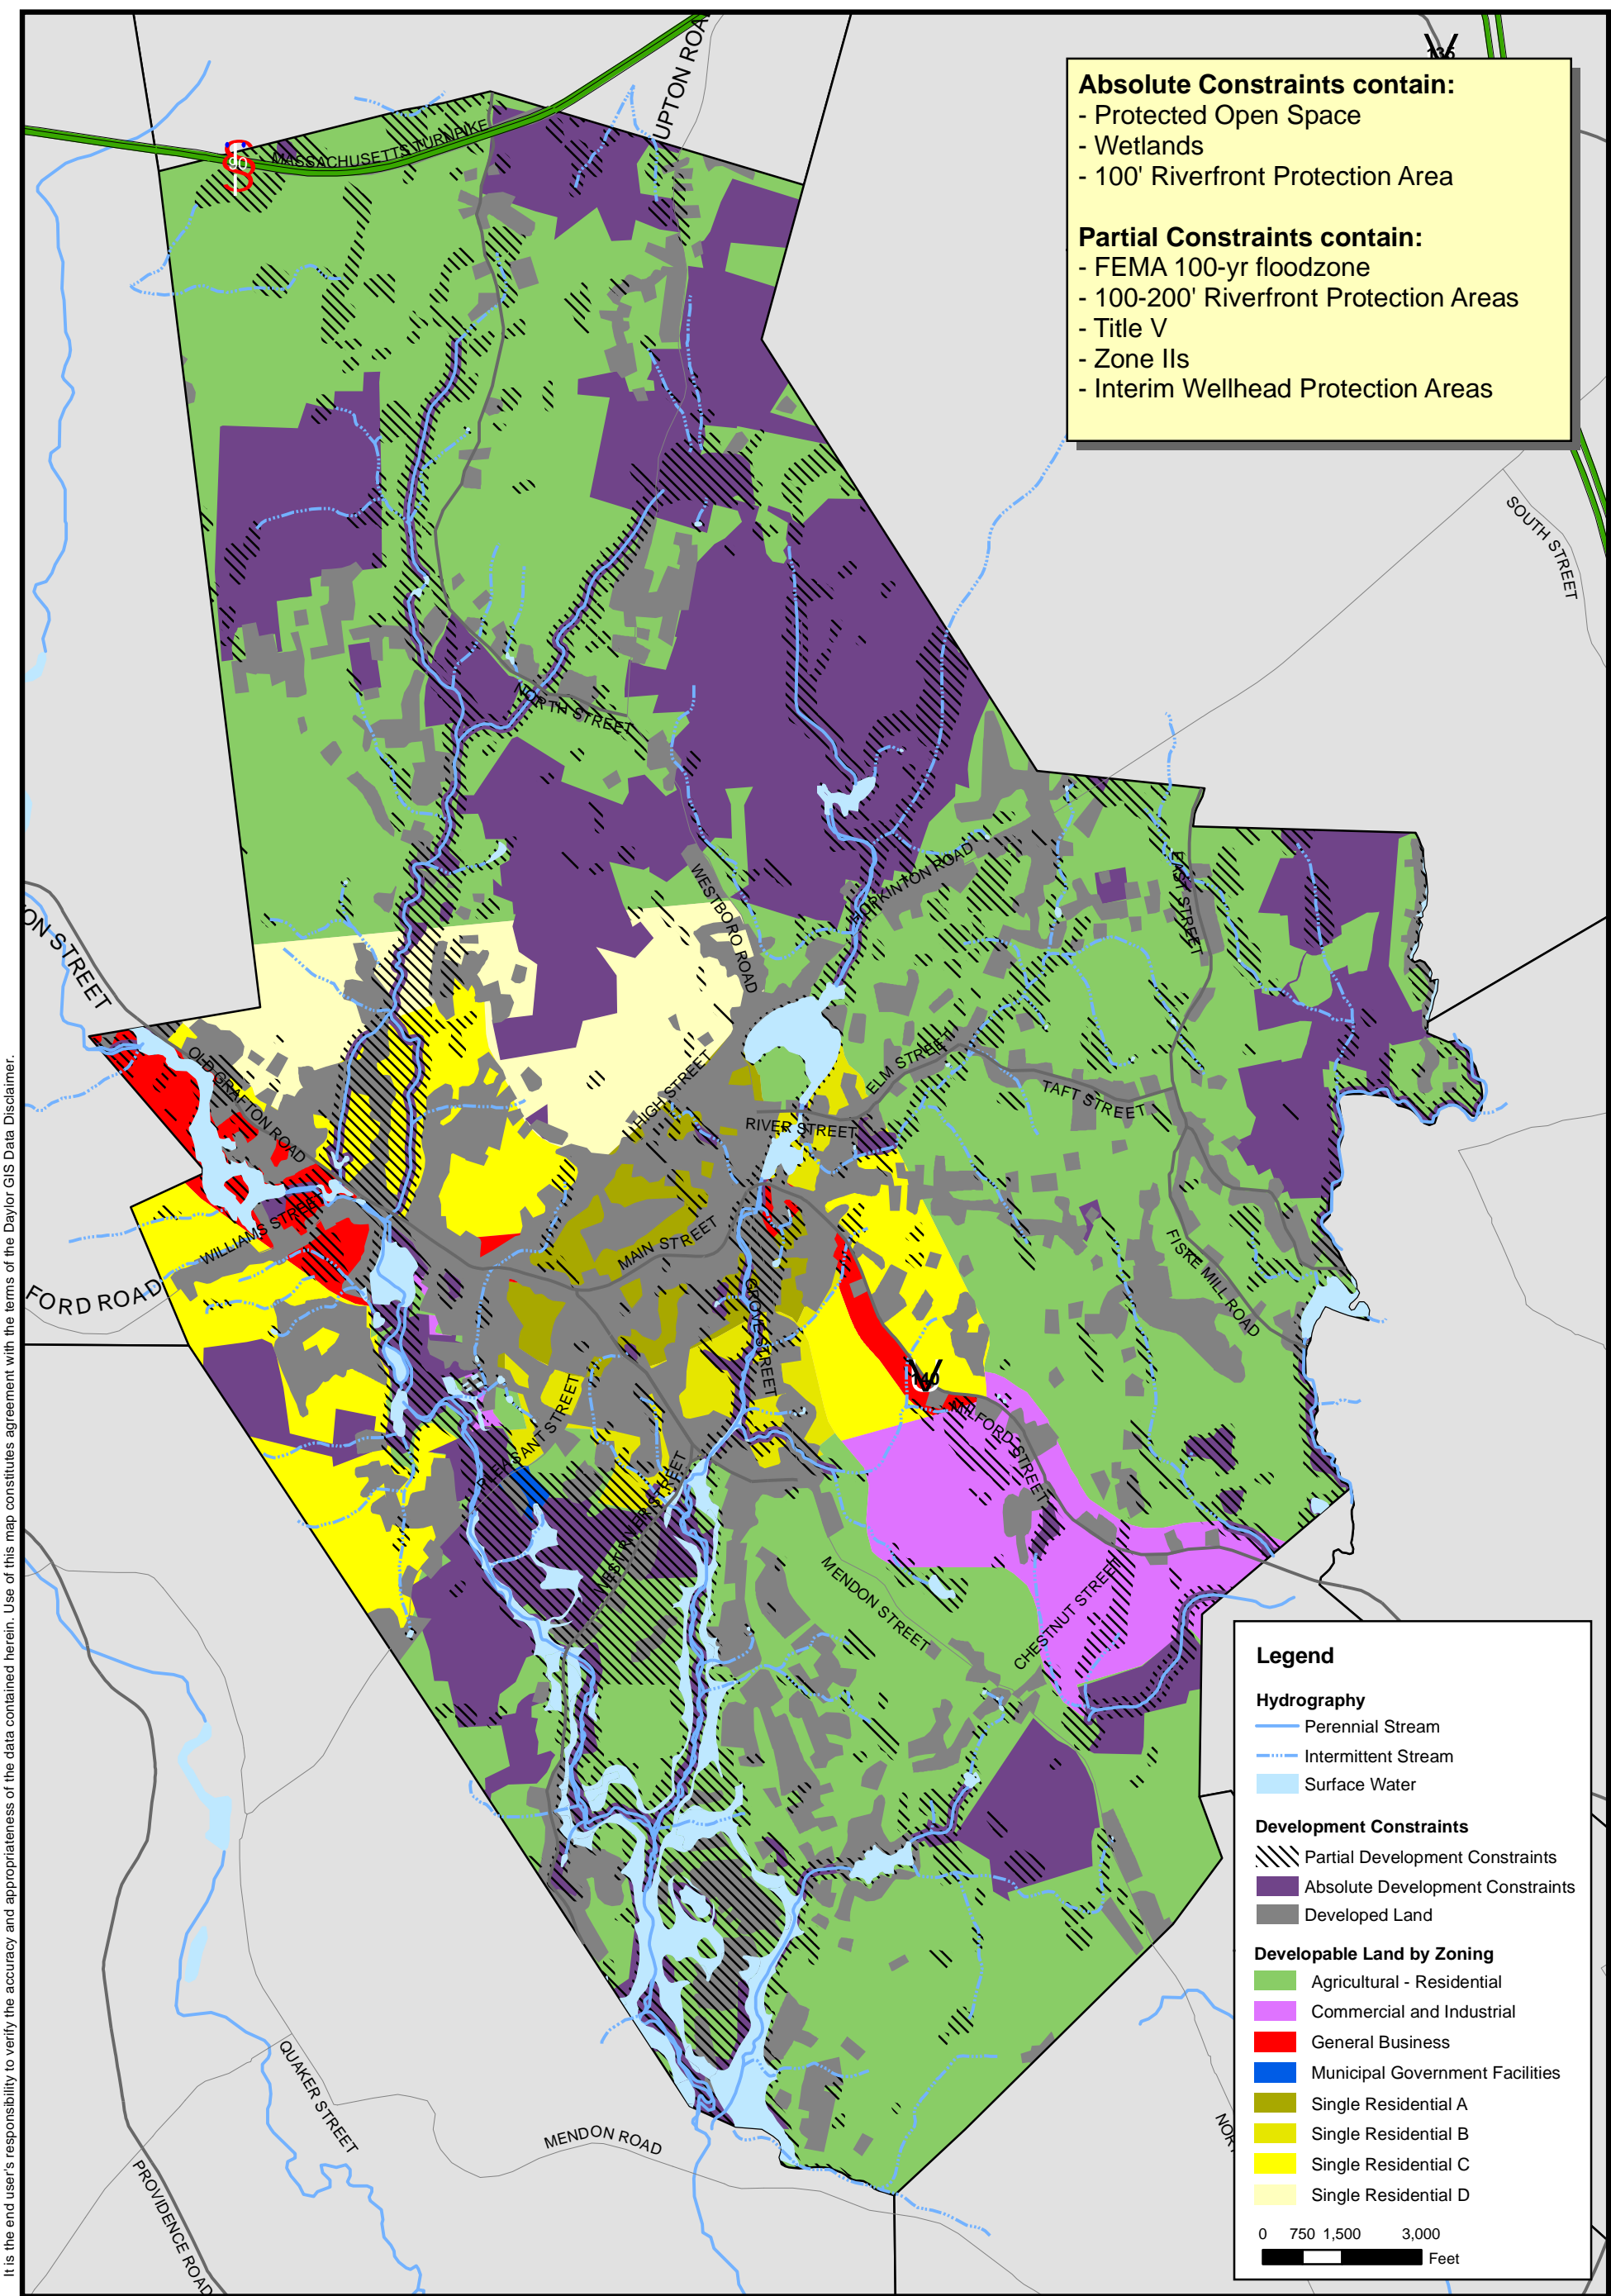 UPTON ROA
135
Absolute Constraints contain:
- Protected Open Space
- Wetlands
- 100' Riverfront Protection Area
Partial Constraints contain:
- FEMA 100-yr floodzone
- 100-200' Riverfront Protection Areas
- Title V
- Zone IIs
- Interim Wellhead Protection Areas
MASSACHUSETTS TURNPIKE
90
SOUTH STREET
NORTH STREET
WESTBORO ROAD
HOPKINTON ROAD
EAST STREET
ON STREET
OLD GRAFTON ROAD
HIGH STREET
ELM STREET
RIVER STREET
TAFT STREET
WILLIAMS STREET
MAIN STREET
FORD ROAD
GROVE STREET
FISKE MILL ROAD
140
MILFORD STREET
PLEASANT STREET
WEST RIVER STREET
MENDON STREET
CHESTNUT STREET
QUAKER STREET
MENDON ROAD
PROVIDENCE ROAD
NOR
It is the end user's responsibility to verify the accuracy and appropriateness of the data contained herein. Use of this map constitutes agreement with the terms of the Daylor GIS Data Disclaimer.
Legend
Hydrography
Perennial Stream
Intermittent Stream
Surface Water
Development Constraints
Partial Development Constraints
Absolute Development Constraints
Developed Land
Developable Land by Zoning
Agricultural - Residential
Commercial and Industrial
General Business
Municipal Government Facilities
Single Residential A
Single Residential B
Single Residential C
Single Residential D
0 750 1,500 3,000
Feet